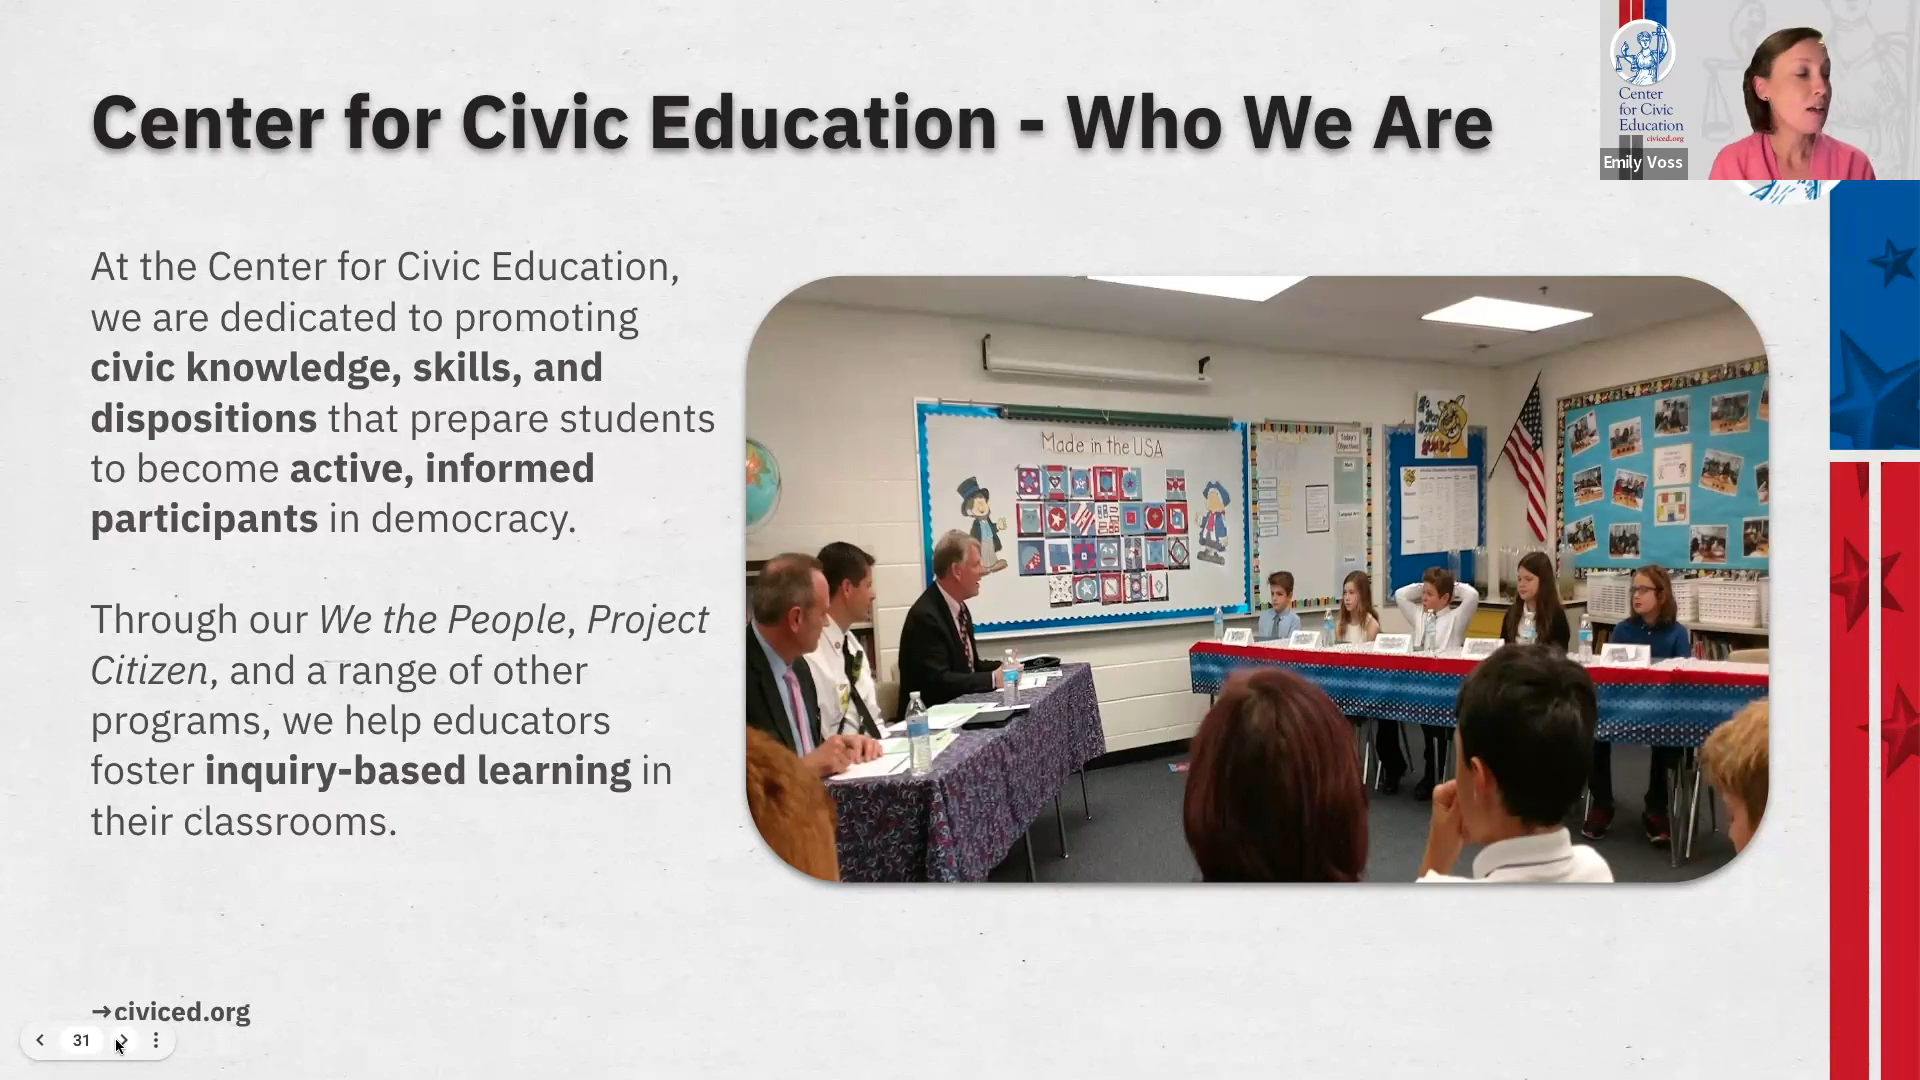 Center for Civic Education - Who We Are
Center
for Civic
Education
civiced.org
Emily Voss
At the Center for Civic Education,
we are dedicated to promoting
civic knowledge, skills, and
dispositions that prepare students
to become active, informed
participants in democracy.
Through our We the People, Project
Citizen, and a range of other
programs, we help educators
foster inquiry-based learning in
their classrooms.
Made in the USA
Today's
Math
→civiced.org
31